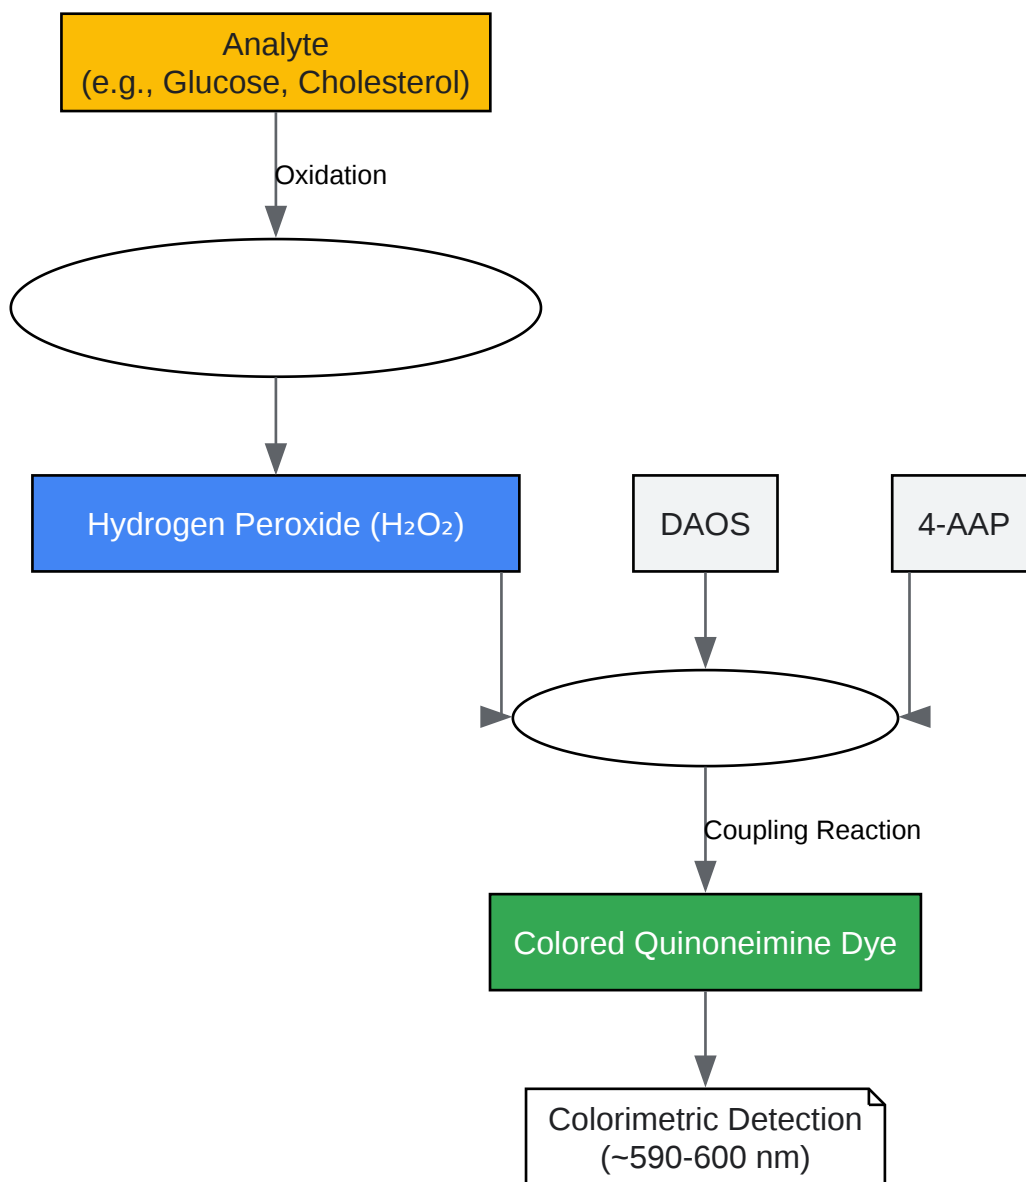 Analyte
(e.g., Glucose, Cholesterol)
Oxidation
Hydrogen Peroxide (H₂O₂)
DAOS
4-AAP
Coupling Reaction
Colored Quinoneimine Dye
Colorimetric Detection
(~590-600 nm)